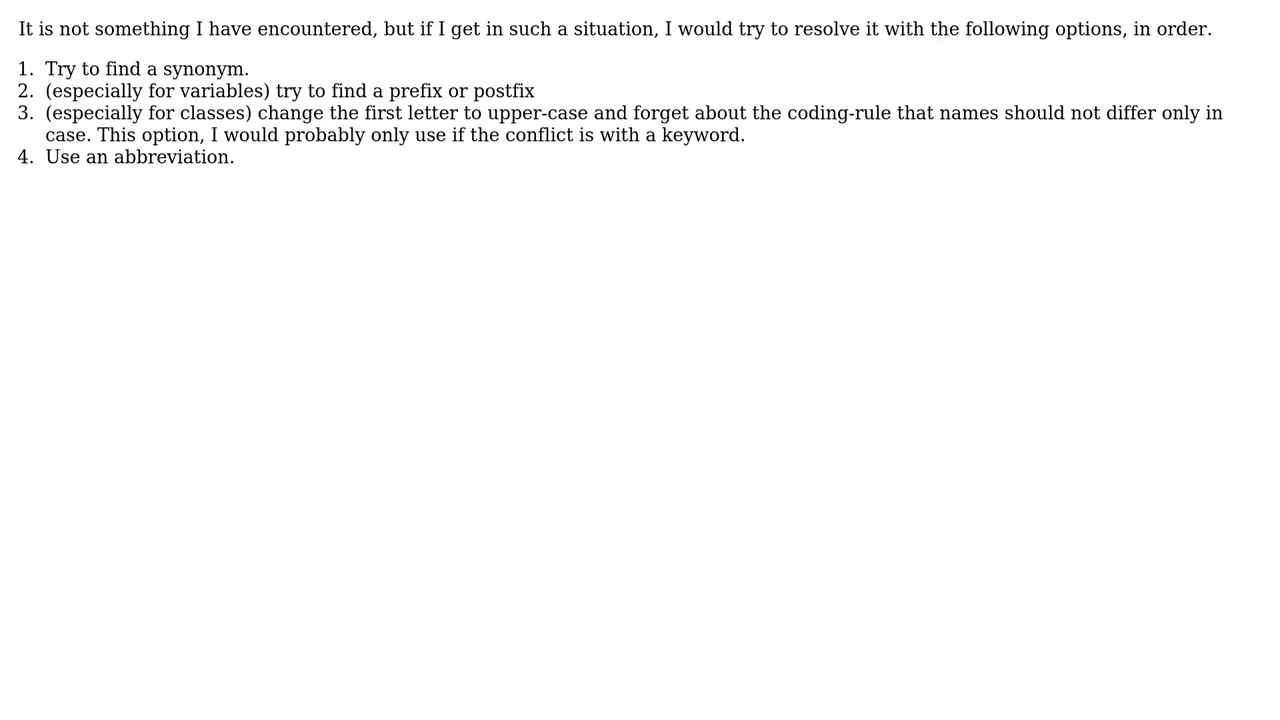 It is not something I have encountered, but if I get in such a situation, I would try to resolve it with the following options, in order.
1. Try to find a synonym.
2. (especially for variables) try to find a prefix or postfix
3. (especially for classes) change the first letter to upper-case and forget about the coding-rule that names should not differ only in
case. This option, I would probably only use if the conflict is with a keyword.
4. Use an abbreviation.